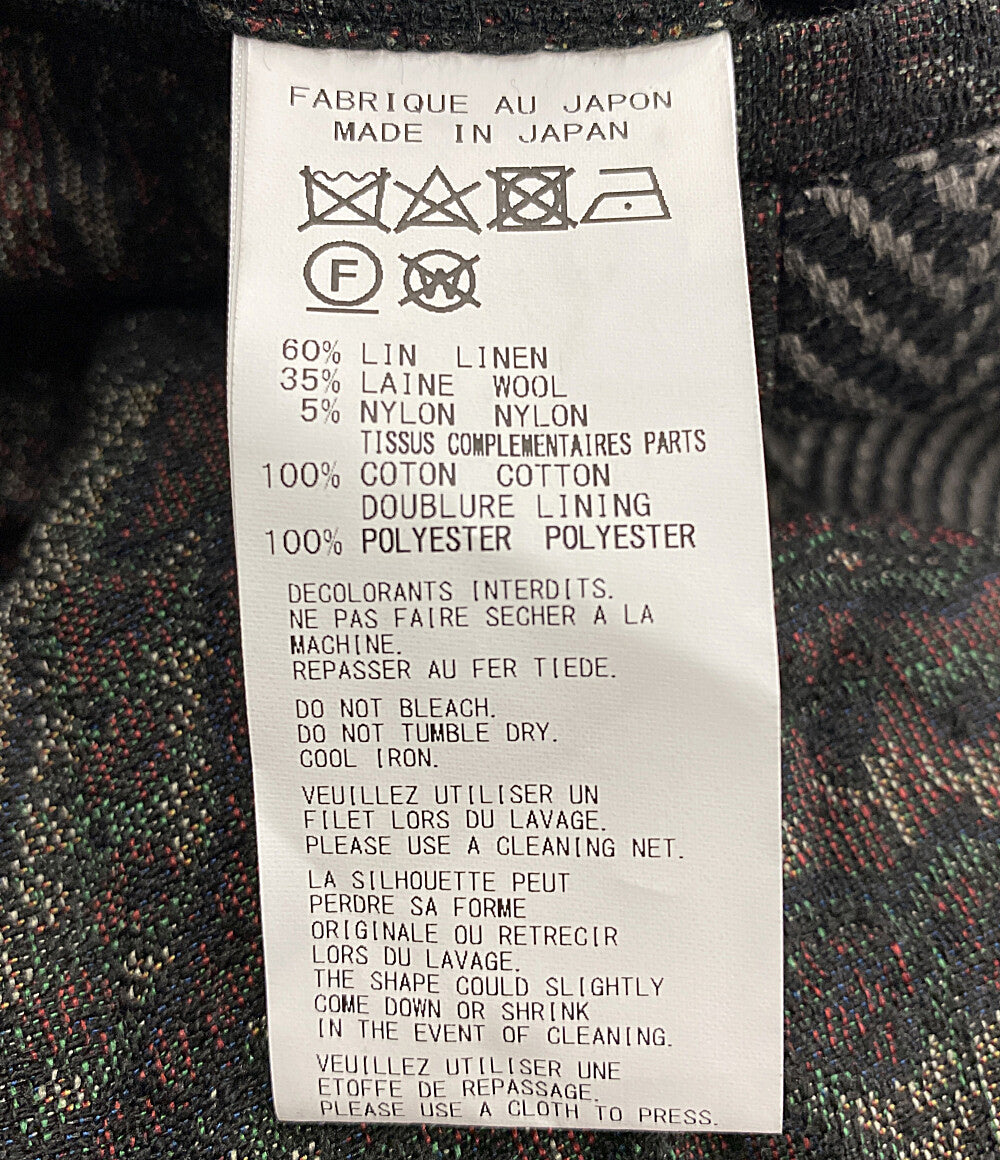 FABRIQUE AU JAPON
MADE IN JAPAN
F W
60% LIN LINEN
35% LAINE WOOL
5% NYLON NYLON
TISSUS COMPLEMENTAIRES PARTS
100% COTON COTTON
DOUBLURE LINING
100% POLYESTER POLYESTER
DECOLORANTS INTERDITS.
NE PAS FAIRE SECHER A LA
MACHINE.
REPASSER AU FER TIEDE.
DO NOT BLEACH.
DO NOT TUMBLE DRY.
COOL IRON.
VEUILLEZ UTILISER UN
FILET LORS DU LAVAGE.
PLEASE USE A CLEANING NET.
LA SILHOUETTE PEUT
PERDRE SA FORME
ORIGINALE OU RETRECIR
LORS DU LAVAGE.
THE SHAPE COULD SLIGHTLY
COME DOWN OR SHRINK
IN THE EVENT OF CLEANING.
VEUILLEZ UTILISER UNE
ETOFFE DE REPASSAGE.
PLEASE USE A CLOTH TO PRESS.